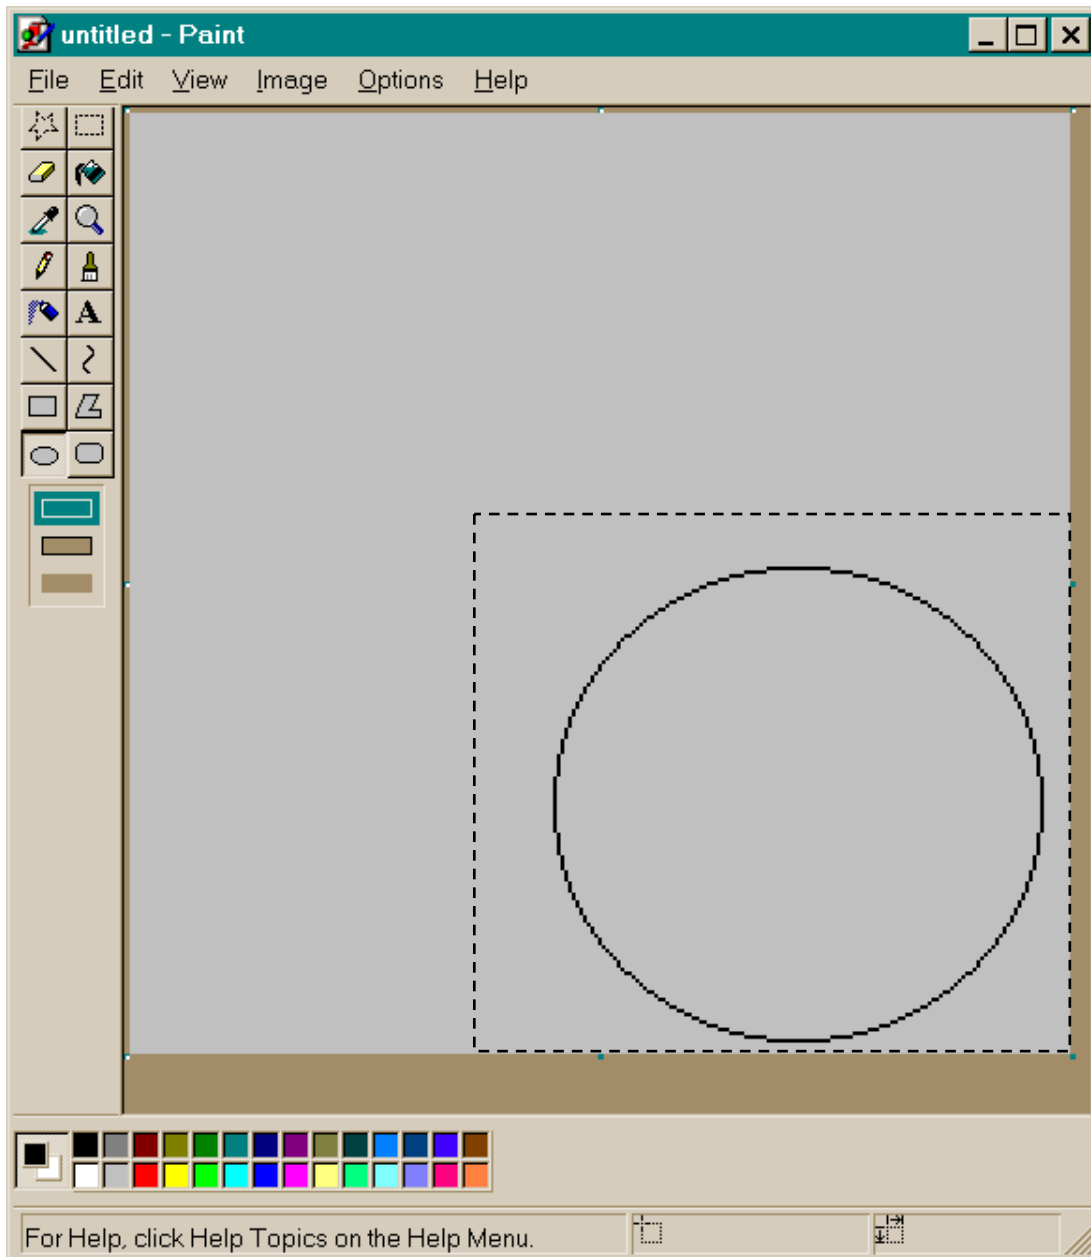 untitled - Paint
File Edit View Image Options Help
A
For Help, click Help Topics on the Help Menu.